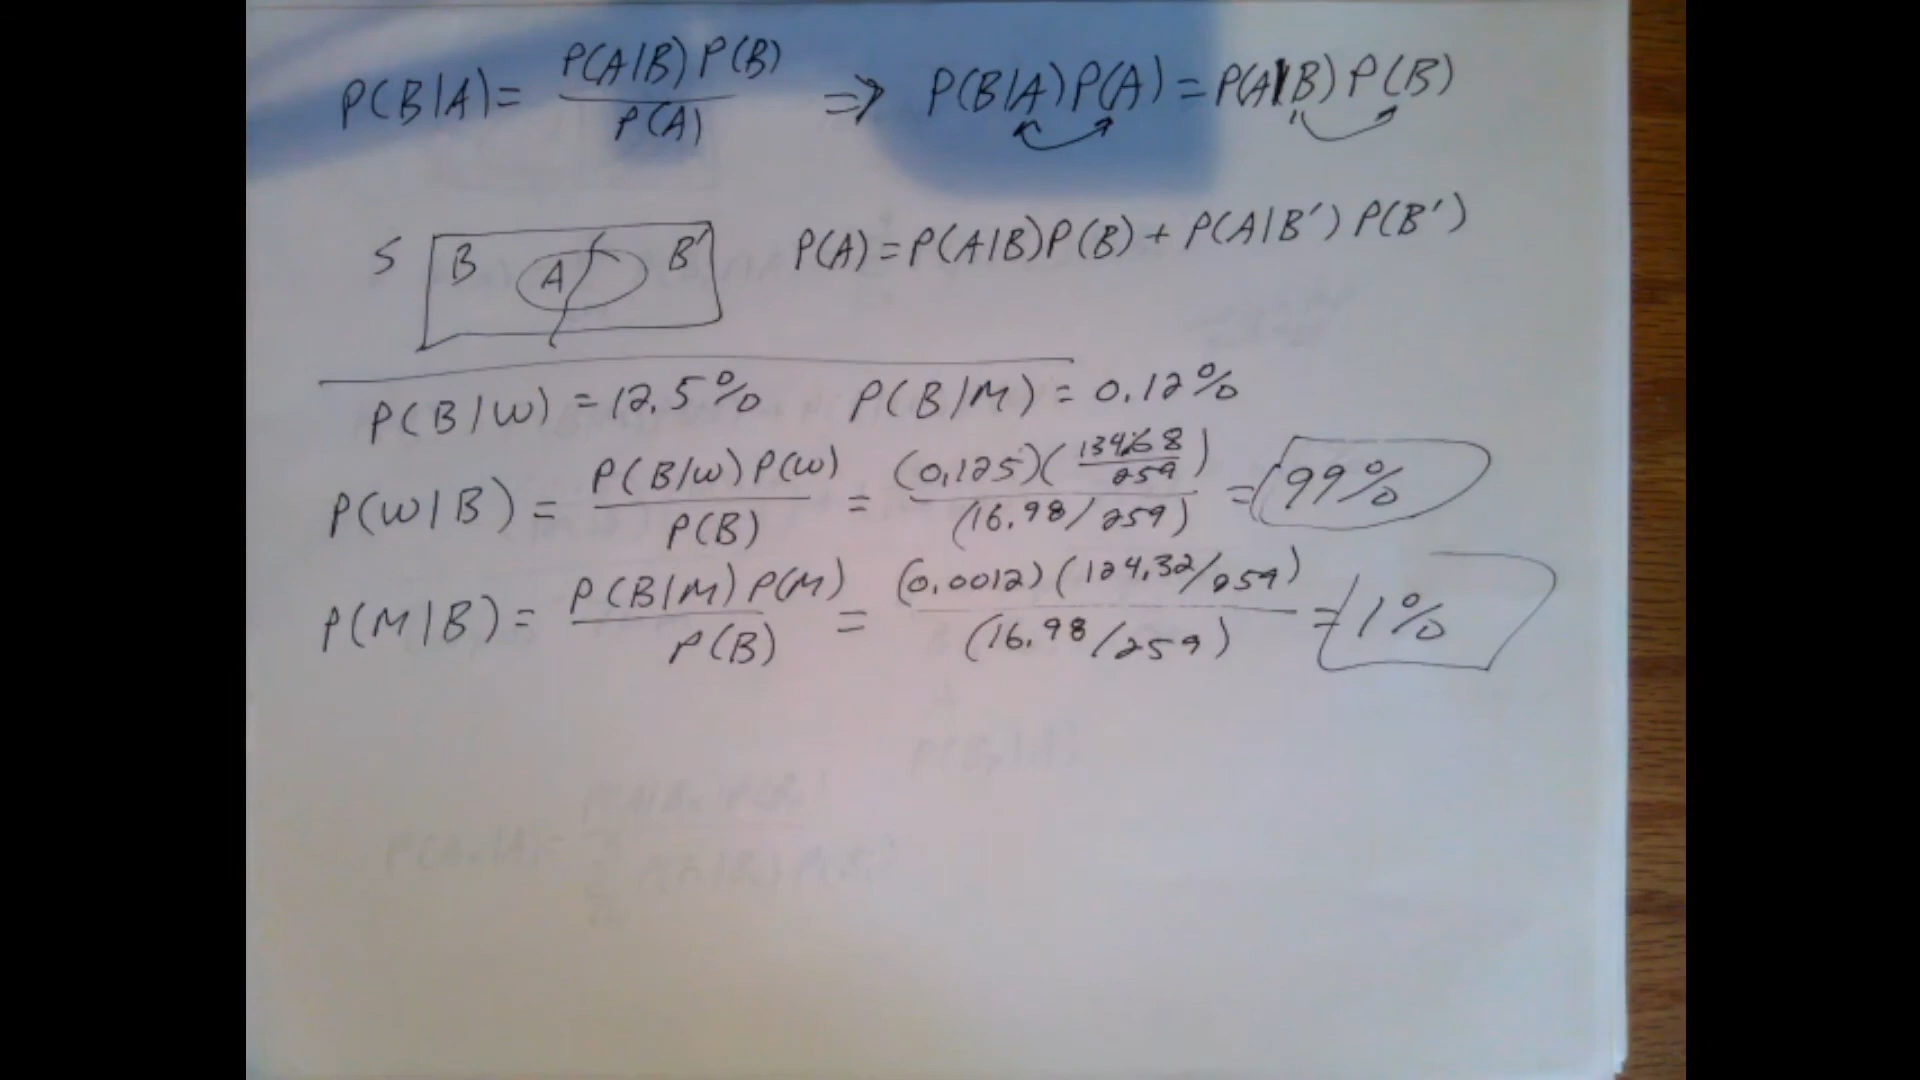 P(B|A) = P(A|B) P(B) / P(A) => P(B|A) P(A) = P(A|B) P(B)
S B A B' P(A) = P(A|B) P(B) + P(A|B') P(B')
P(B|W) = 12.5% P(B|M) = 0.12%
P(W|B) = P(B|W) P(W) / P(B) = (0.125)(134.68/259) / (16.98/259) = 99%
P(M|B) = P(B|M) P(M) / P(B) = (0.0012)(124.32/259) / (16.98/259) = 1%